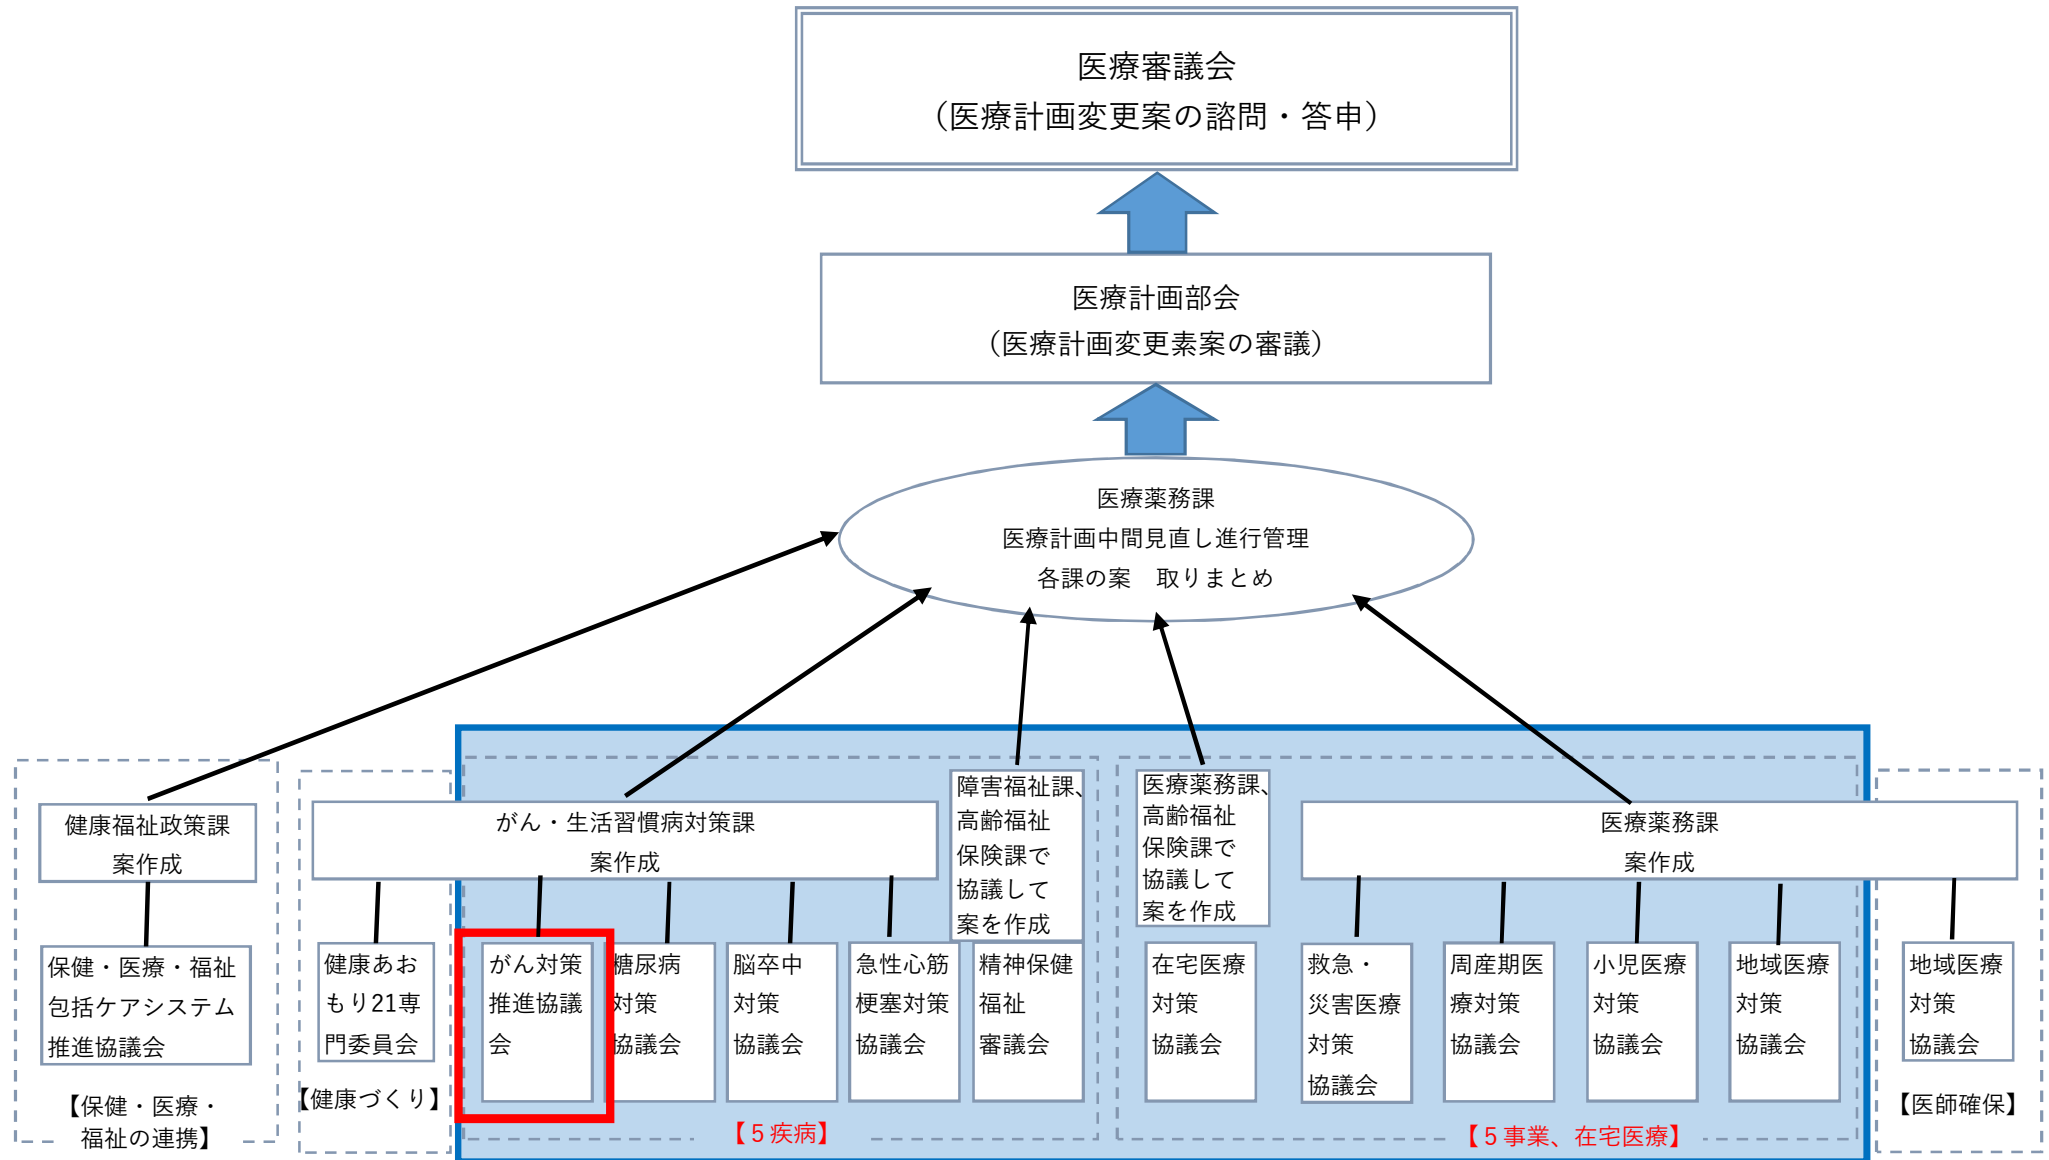 医療審議会
（医療計画変更案の諮問・答申）
医療計画部会
（医療計画変更素案の審議）
医療薬務課
医療計画中間見直し進行管理
各課の案　取りまとめ
健康福祉政策課
案作成
がん・生活習慣病対策課
案作成
障害福祉課、
高齢福祉
保険課で
協議して
案を作成
医療薬務課、
高齢福祉
保険課で
協議して
案を作成
医療薬務課
案作成
保健・医療・福祉
包括ケアシステム
推進協議会
健康あお
もり21専
門委員会
がん対策
推進協議
会
糖尿病
対策
協議会
脳卒中
対策
協議会
急性心筋
梗塞対策
協議会
精神保健
福祉
審議会
在宅医療
対策
協議会
救急・
災害医療
対策
協議会
周産期医
療対策
協議会
小児医療
対策
協議会
地域医療
対策
協議会
地域医療
対策
協議会
【保健・医療・
福祉の連携】
【健康づくり】
【５疾病】
【５事業、在宅医療】
【医師確保】